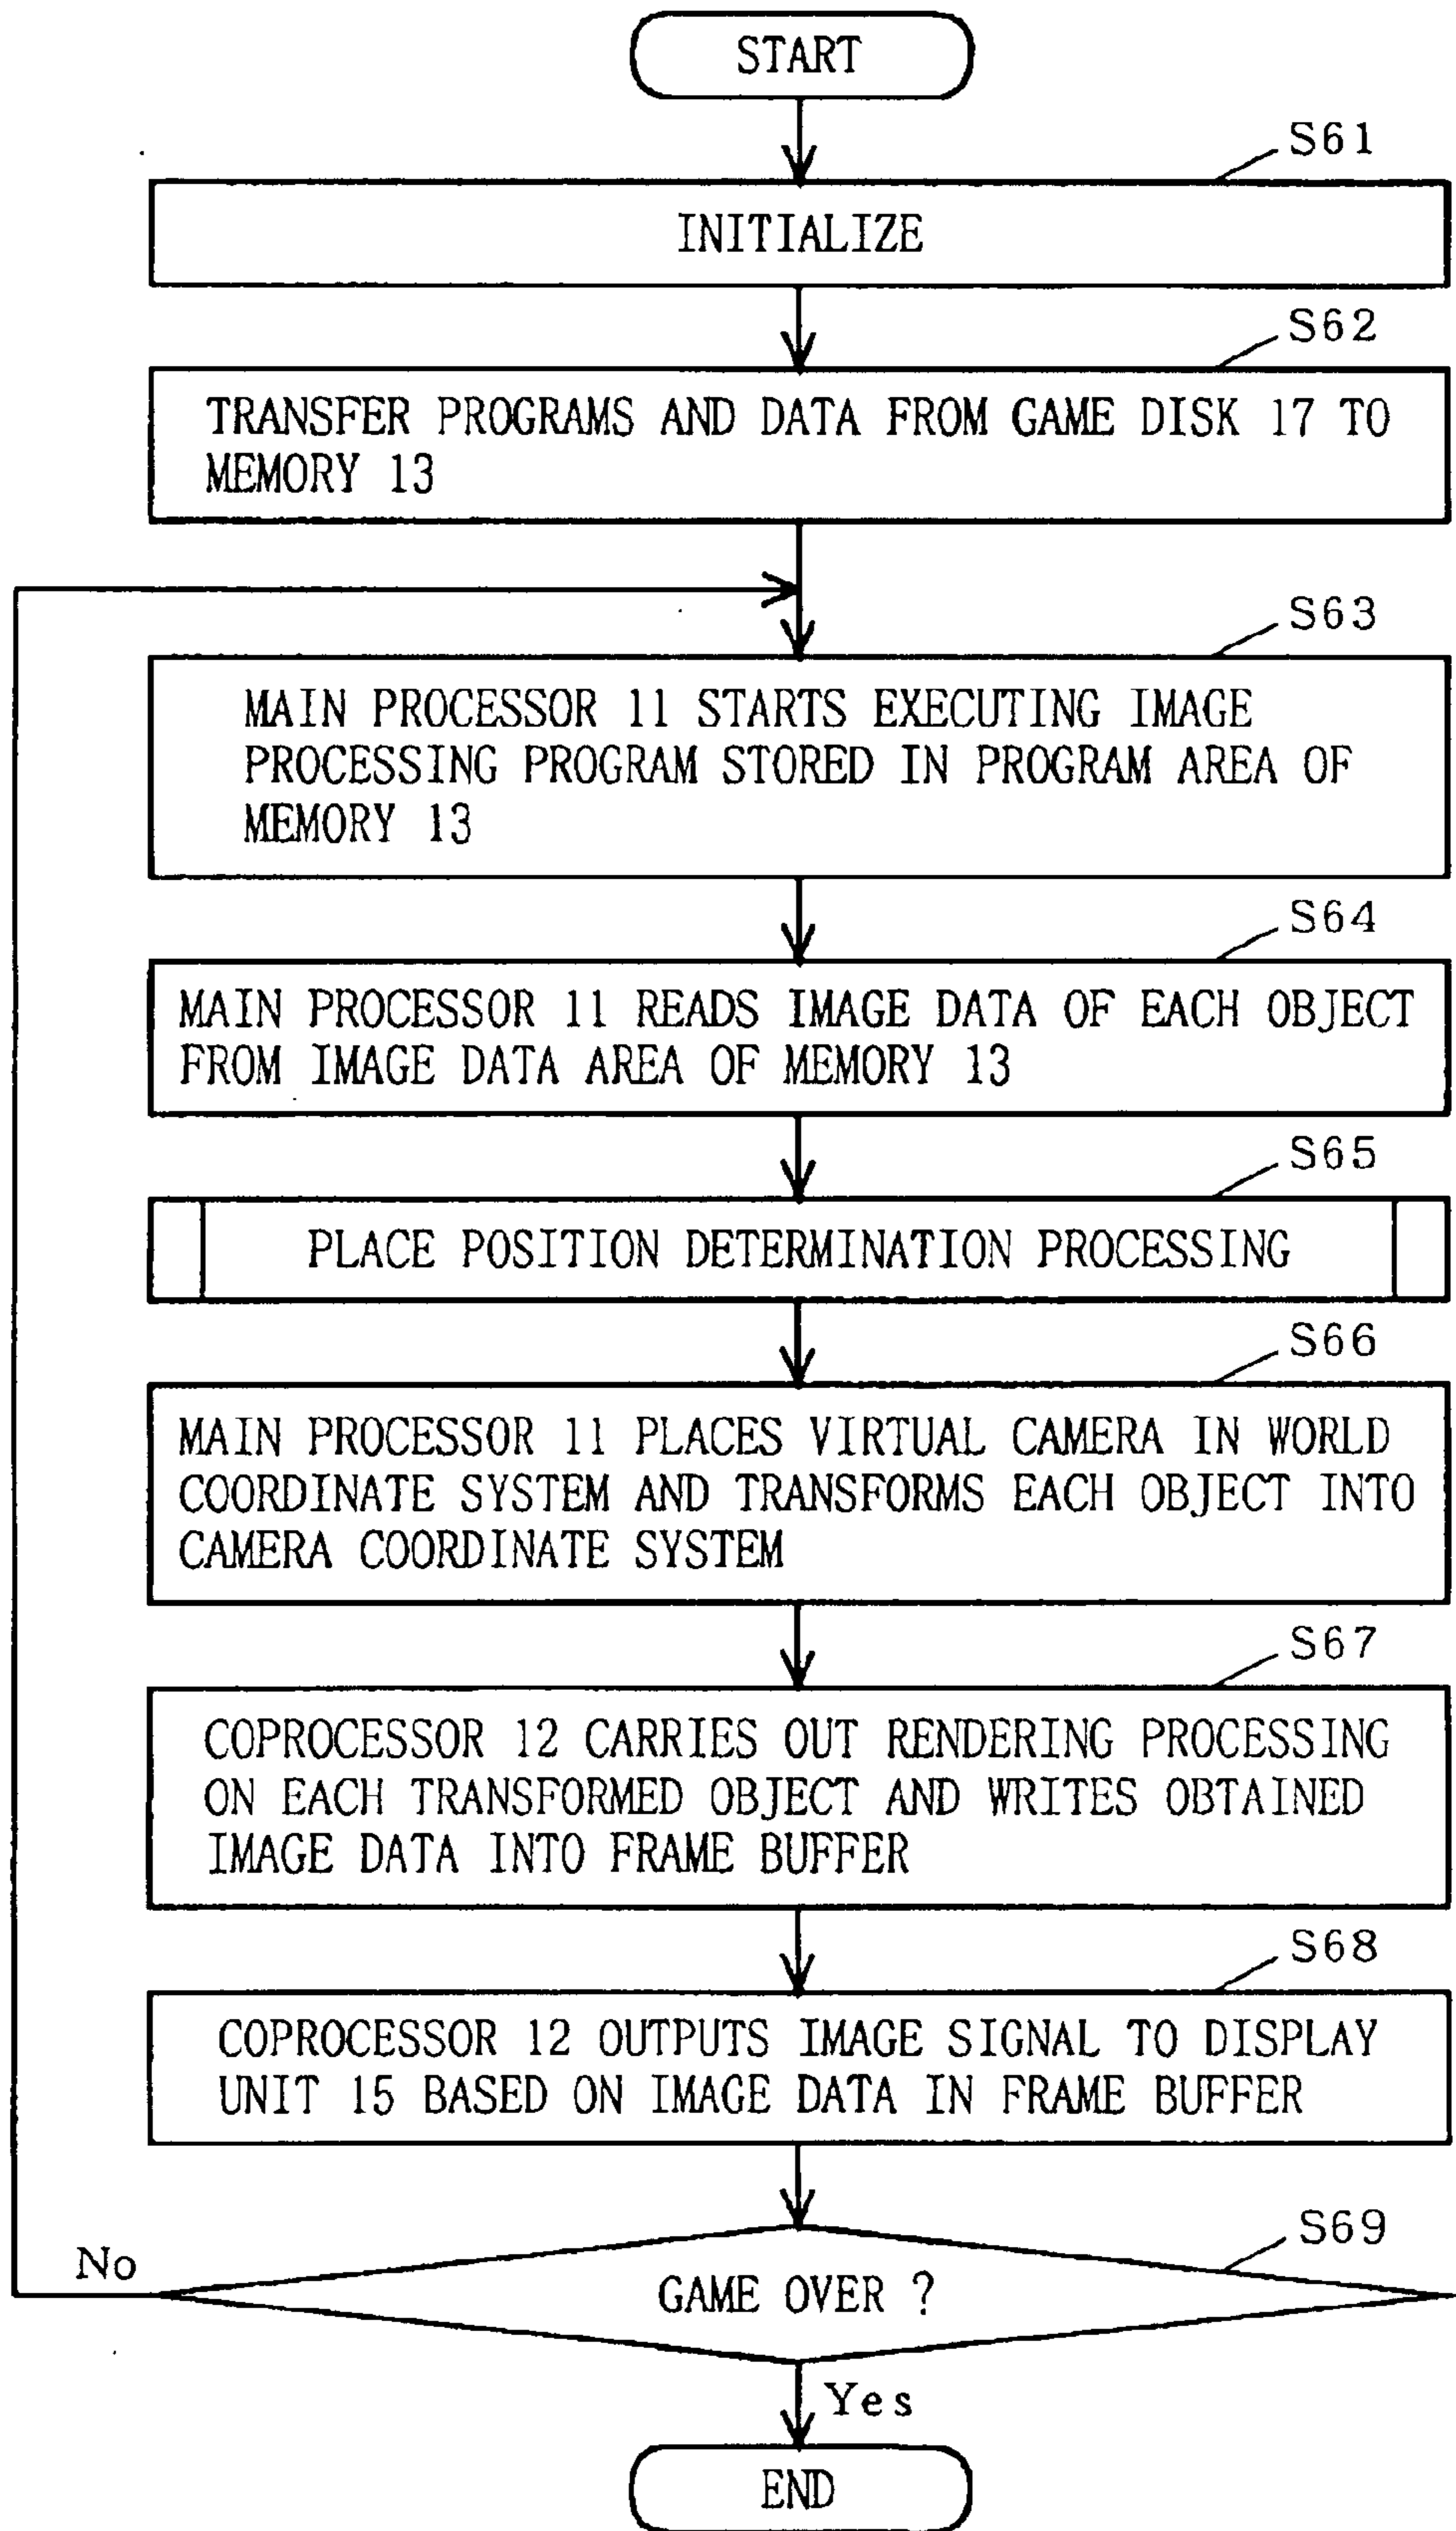 START
S61
INITIALIZE
S62
TRANSFER PROGRAMS AND DATA FROM GAME DISK 17 TO
MEMORY 13
S63
MAIN PROCESSOR 11 STARTS EXECUTING IMAGE
PROCESSING PROGRAM STORED IN PROGRAM AREA OF
MEMORY 13
S64
MAIN PROCESSOR 11 READS IMAGE DATA OF EACH OBJECT
FROM IMAGE DATA AREA OF MEMORY 13
S65
PLACE POSITION DETERMINATION PROCESSING
S66
MAIN PROCESSOR 11 PLACES VIRTUAL CAMERA IN WORLD
COORDINATE SYSTEM AND TRANSFORMS EACH OBJECT INTO
CAMERA COORDINATE SYSTEM
S67
COPROCESSOR 12 CARRIES OUT RENDERING PROCESSING
ON EACH TRANSFORMED OBJECT AND WRITES OBTAINED
IMAGE DATA INTO FRAME BUFFER
S68
COPROCESSOR 12 OUTPUTS IMAGE SIGNAL TO DISPLAY
UNIT 15 BASED ON IMAGE DATA IN FRAME BUFFER
S69
No
GAME OVER ?
Yes
END